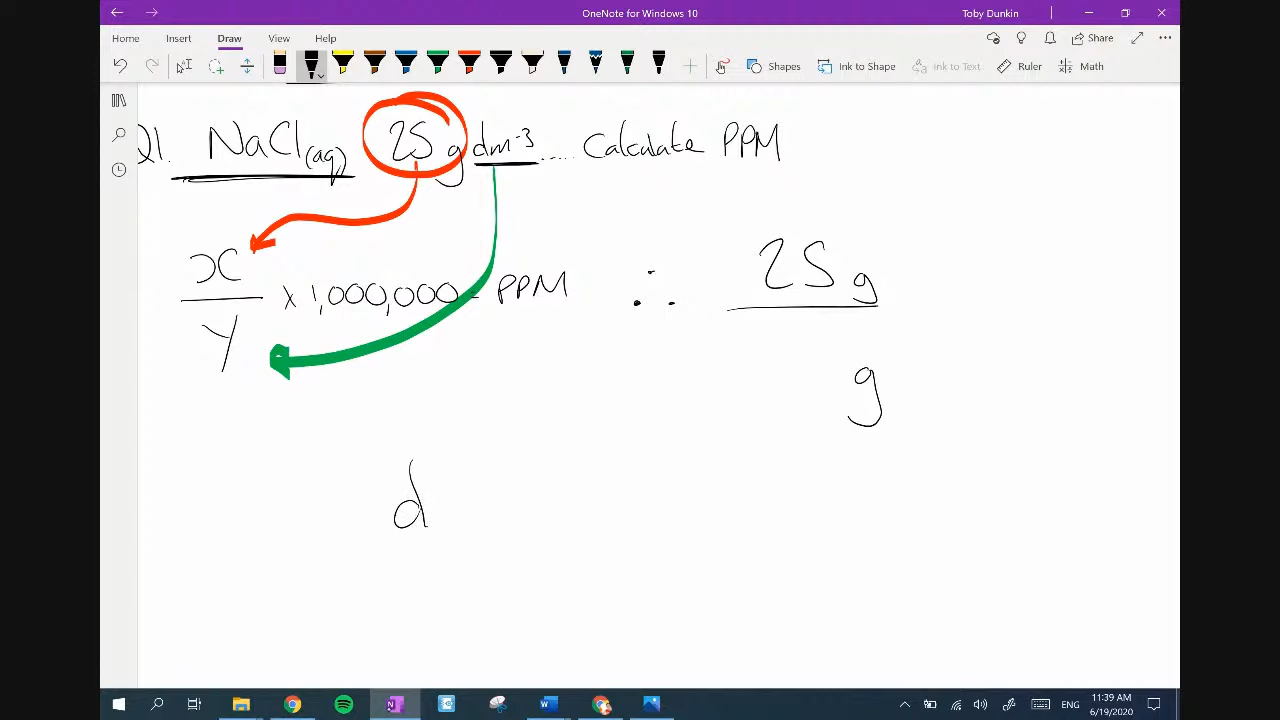 OneNote for Windows 10
Toby Dunkin
Home Insert Draw View Help
Share
Shapes Ink to Shape Ink to Text Ruler Math
Q1. NaCl(aq) 25g dm-3 .... Calculate PPM
x
Y
x 1,000,000 = PPM
∴
25g
g
d
ENG
11:39 AM
6/19/2020